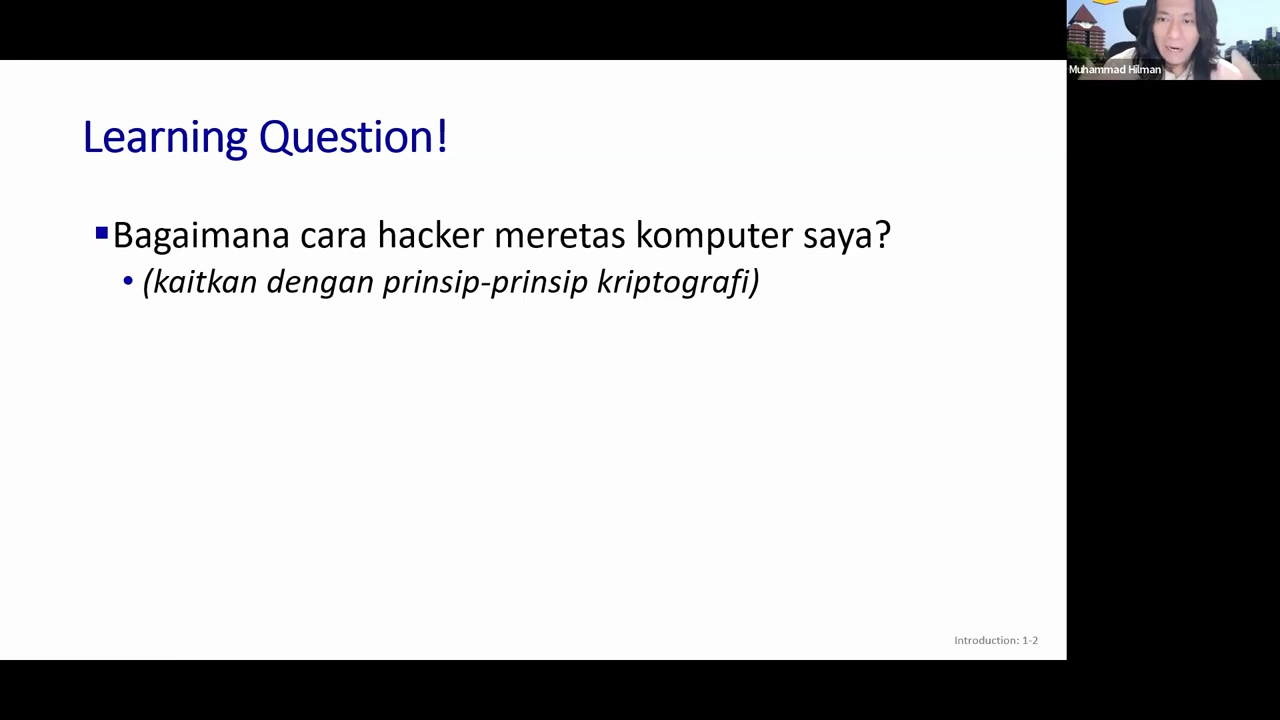 Muhammad Hilman
Learning Question!
Bagaimana cara hacker meretas komputer saya?
(kaitkan dengan prinsip-prinsip kriptografi)
Introduction: 1-2